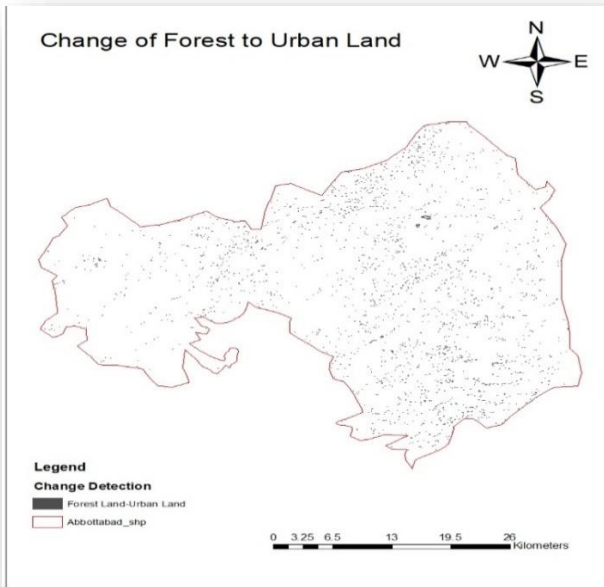 Change of Forest to Urban Land
N
W E
S
Legend
Change Detection
Forest Land-Urban Land
Abbottabad_shp
0 3.25 6.5 13 19.5 26
Kilometers